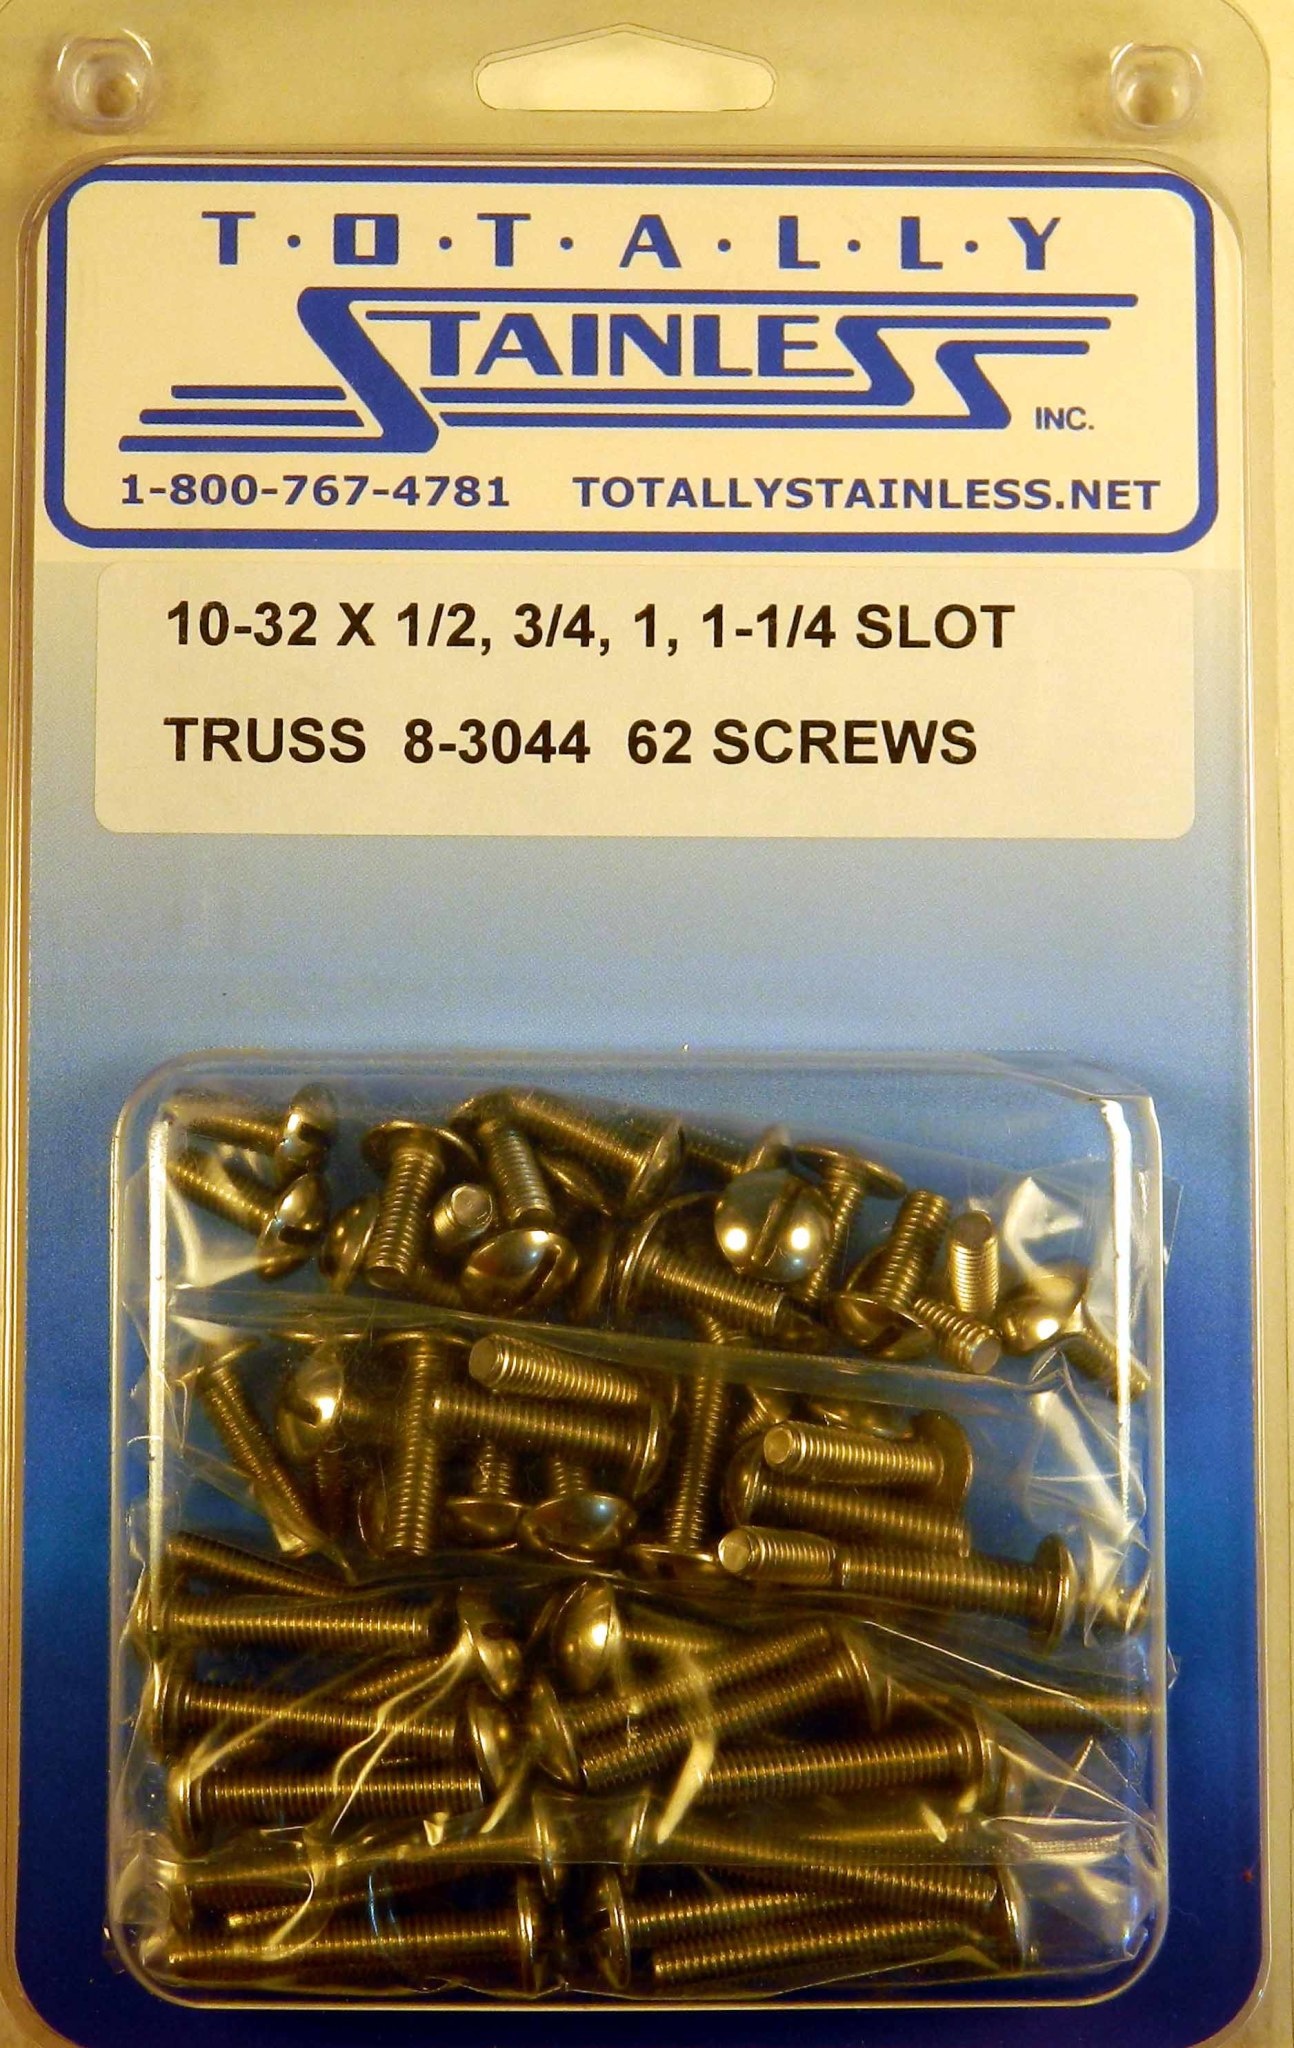 T·O·T·A·L·L·Y
STAINLESS INC.
1-800-767-4781 TOTALLYSTAINLESS.NET
10-32 X 1/2, 3/4, 1, 1-1/4 SLOT
TRUSS 8-3044 62 SCREWS